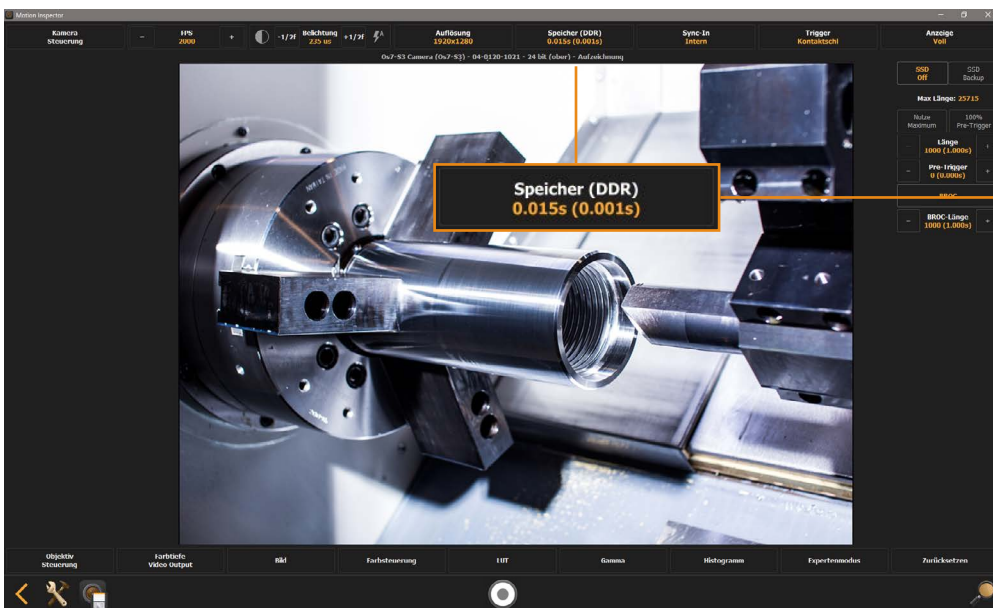 Motion Inspector
Kamera
Steuerung
-
FPS
2000
+
-1/2f
Belichtung
235 us
+1/2f
A
Auflösung
1920x1280
Speicher (DDR)
0.015s (0.001s)
Sync-In
Intern
Trigger
Kontaktschl
Anzeige
Voll
Os7-S3 Camera (Os7-S3) - 04-0120-1021 - 24 bit (ober) - Aufzeichnung
SSD
Off
SSD
Backup
Max Länge: 25715
Nutze
Maximum
100%
Pre-Trigger
-
Länge
1000 (1.000s)
+
-
Pre-Trigger
0 (0.000s)
+
BROC
-
BROC-Länge
1000 (1.000s)
+
Speicher (DDR)
0.015s (0.001s)
Objektiv
Steuerung
Farbtiefe
Video Output
Bild
Farbsteuerung
LUT
Gamma
Histogramm
Expertenmodus
Zurücksetzen